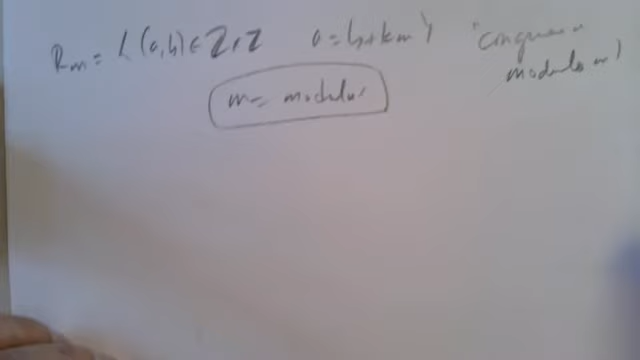 Rm = { (a,b) ∈ Z×Z a = b+km } "congruence
modulo m)
m = modulus